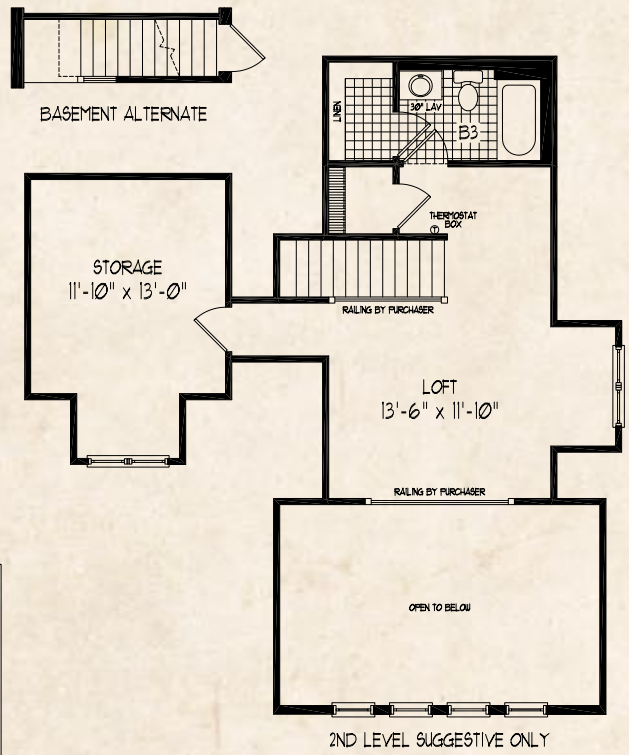 BASEMENT ALTERNATE
LINEN
30" LAV
B3
THERMOSTAT
BOX
T
STORAGE
11'-10" x 13'-0"
RAILING BY PURCHASER
LOFT
13'-6" x 11'-10"
RAILING BY PURCHASER
OPEN TO BELOW
2ND LEVEL SUGGESTIVE ONLY